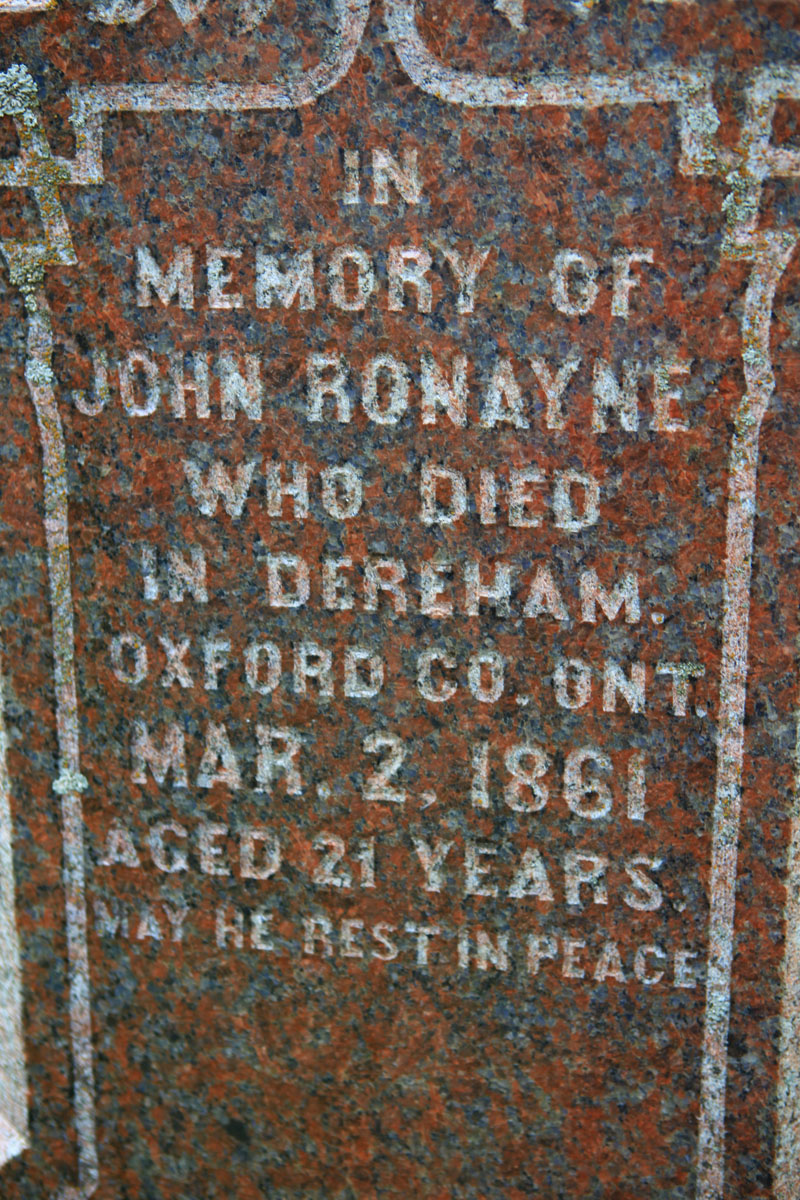 IN
MEMORY OF
JOHN RONAYNE
WHO DIED
IN DEREHAM.
OXFORD CO. ONT.
MAR. 2, 1861
AGED 21 YEARS.
MAY HE REST IN PEACE